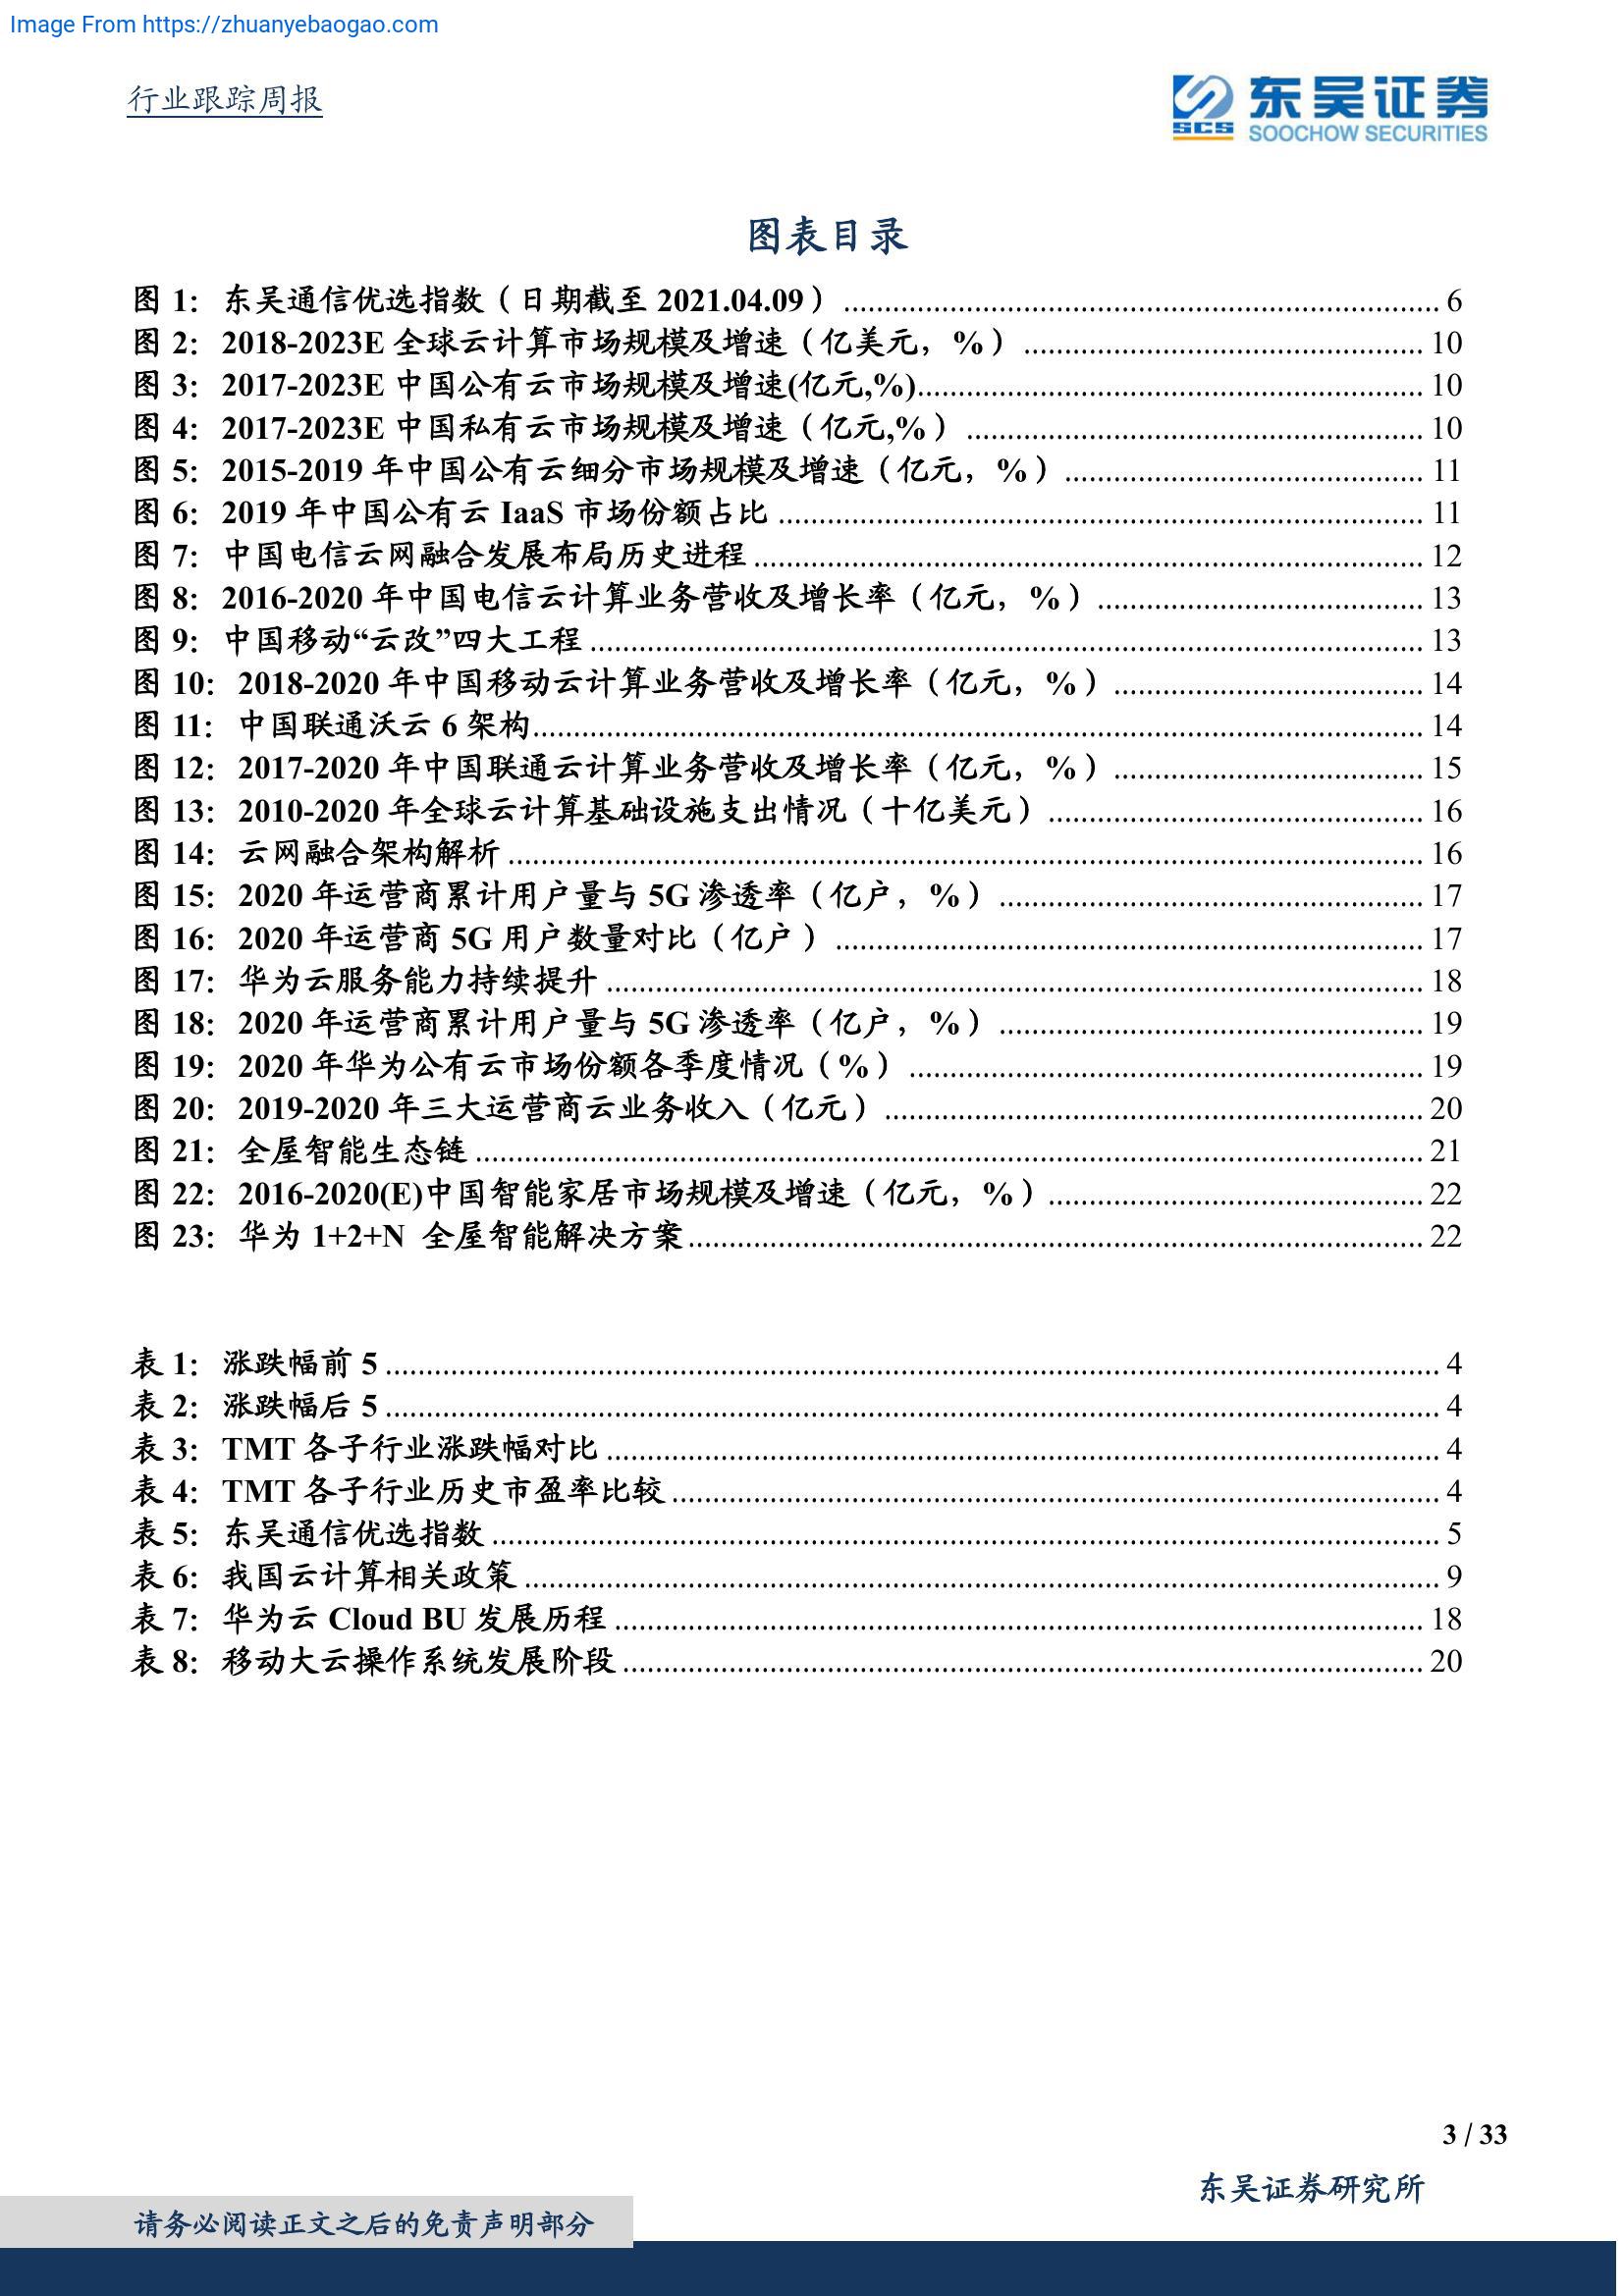 Image From https://zhuanyebaogao.com
行业跟踪周报
东吴证券
SCS
SOOCHOW SECURITIES
图表目录
图 1： 东吴通信优选指数（日期截至 2021.04.09） ........ 6
图 2： 2018-2023E 全球云计算市场规模及增速（亿美元，%） ........ 10
图 3： 2017-2023E 中国公有云市场规模及增速(亿元,%)........ 10
图 4： 2017-2023E 中国私有云市场规模及增速（亿元,%） ........ 10
图 5： 2015-2019 年中国公有云细分市场规模及增速（亿元，%） ........ 11
图 6： 2019 年中国公有云 IaaS 市场份额占比 ........ 11
图 7： 中国电信云网融合发展布局历史进程 ........ 12
图 8： 2016-2020 年中国电信云计算业务营收及增长率（亿元，%） ........ 13
图 9： 中国移动“云改”四大工程 ........ 13
图 10： 2018-2020 年中国移动云计算业务营收及增长率（亿元，%） ........ 14
图 11： 中国联通沃云 6 架构........ 14
图 12： 2017-2020 年中国联通云计算业务营收及增长率（亿元，%） ........ 15
图 13： 2010-2020 年全球云计算基础设施支出情况（十亿美元） ........ 16
图 14： 云网融合架构解析 ........ 16
图 15： 2020 年运营商累计用户量与 5G 渗透率（亿户，%） ........ 17
图 16： 2020 年运营商 5G 用户数量对比（亿户） ........ 17
图 17： 华为云服务能力持续提升 ........ 18
图 18： 2020 年运营商累计用户量与 5G 渗透率（亿户，%） ........ 19
图 19： 2020 年华为公有云市场份额各季度情况（%） ........ 19
图 20： 2019-2020 年三大运营商云业务收入（亿元） ........ 20
图 21： 全屋智能生态链 ........ 21
图 22： 2016-2020(E)中国智能家居市场规模及增速（亿元，%） ........ 22
图 23： 华为 1+2+N 全屋智能解决方案 ........ 22
表 1： 涨跌幅前 5 ........ 4
表 2： 涨跌幅后 5 ........ 4
表 3： TMT 各子行业涨跌幅对比 ........ 4
表 4： TMT 各子行业历史市盈率比较 ........ 4
表 5： 东吴通信优选指数 ........ 5
表 6： 我国云计算相关政策 ........ 9
表 7： 华为云 Cloud BU 发展历程 ........ 18
表 8： 移动大云操作系统发展阶段 ........ 20
3 / 33
东吴证券研究所
请务必阅读正文之后的免责声明部分